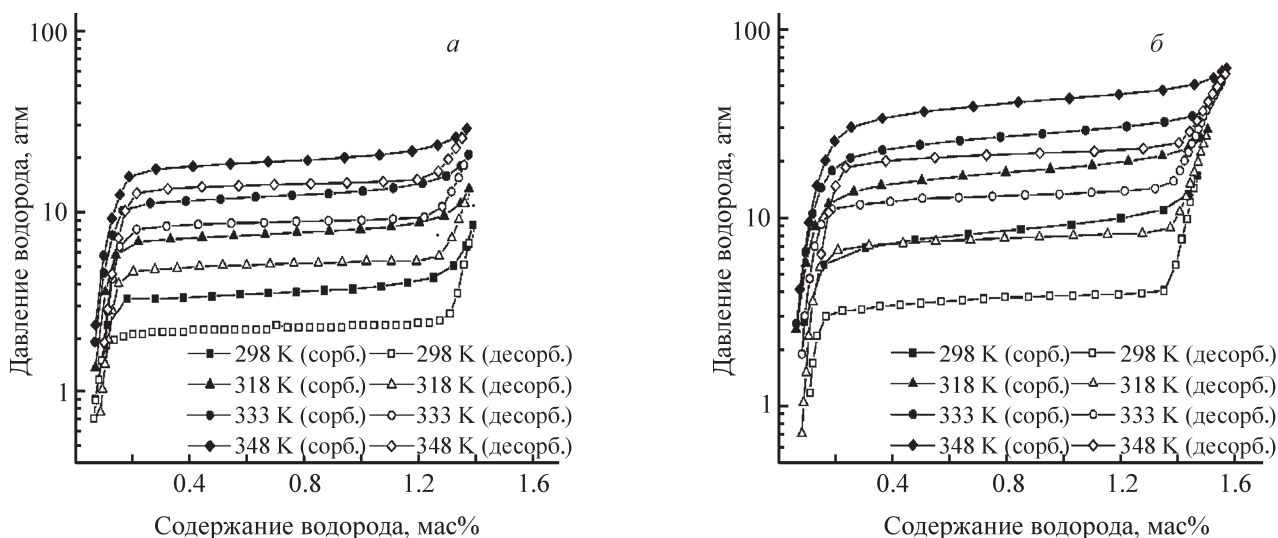 а
Давление водорода, атм
100
10
1
298 K (сорб.) 298 K (десорб.)
318 K (сорб.) 318 K (десорб.)
333 K (сорб.) 333 K (десорб.)
348 K (сорб.) 348 K (десорб.)
0.4 0.8 1.2 1.6
Содержание водорода, мас%
б
Давление водорода, атм
100
10
1
298 K (сорб.) 298 K (десорб.)
318 K (сорб.) 318 K (десорб.)
333 K (сорб.) 333 K (десорб.)
348 K (сорб.) 348 K (десорб.)
0.4 0.8 1.2 1.6
Содержание водорода, мас%